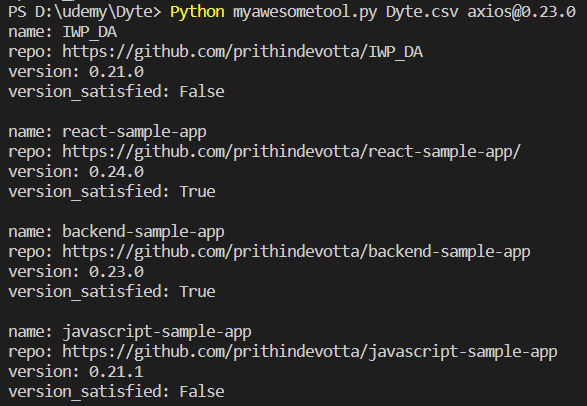 PS D:\udemy\Dyte> Python myawesometool.py Dyte.csv axios@0.23.0
name: IWP_DA
repo: https://github.com/prithindevotta/IWP_DA
version: 0.21.0
version_satisfied: False
name: react-sample-app
repo: https://github.com/prithindevotta/react-sample-app/
version: 0.24.0
version_satisfied: True
name: backend-sample-app
repo: https://github.com/prithindevotta/backend-sample-app
version: 0.23.0
version_satisfied: True
name: javascript-sample-app
repo: https://github.com/prithindevotta/javascript-sample-app
version: 0.21.1
version_satisfied: False